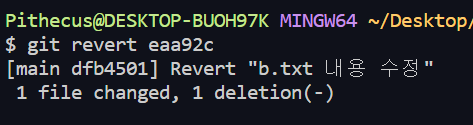 Pithecus@DESKTOP-BUOH97K MINGW64 ~/Desktop/
$ git revert eaa92c
[main dfb4501] Revert "b.txt 내용 수정"
 1 file changed, 1 deletion(-)